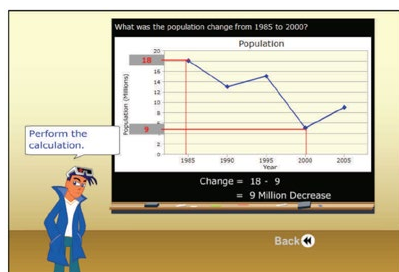 What was the population change from 1985 to 2000?
Population
20
18
18
16
14
12
10
9
8
6
4
2
0
Population (Millions)
1985 1990 1995 2000 2005
Year
Perform the
calculation.
Change = 18 - 9
= 9 Million Decrease
Back